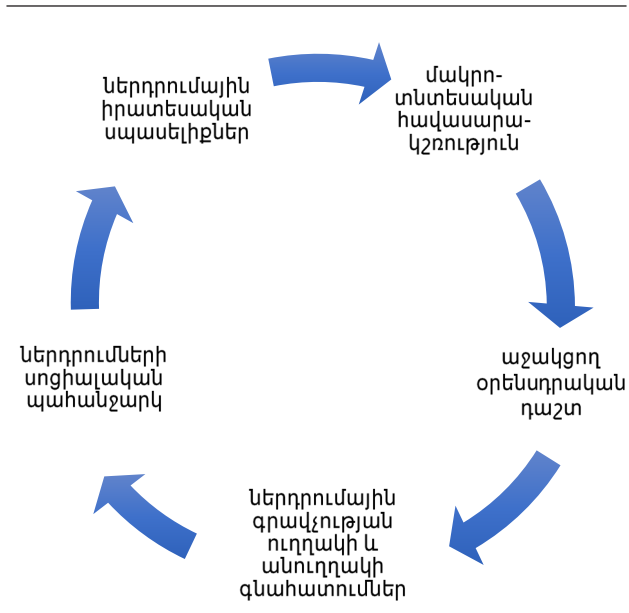 ներդրումային
իրատեսական
սպասելիքներ
մակրո-
տնտեսական
հավասարա-
կշռություն
աջակցող
օրենսդրական
դաշտ
ներդրումային
գրավչության
ուղղակի և
անուղղակի
գնահատումներ
ներդրումների
սոցիալական
պահանջարկ